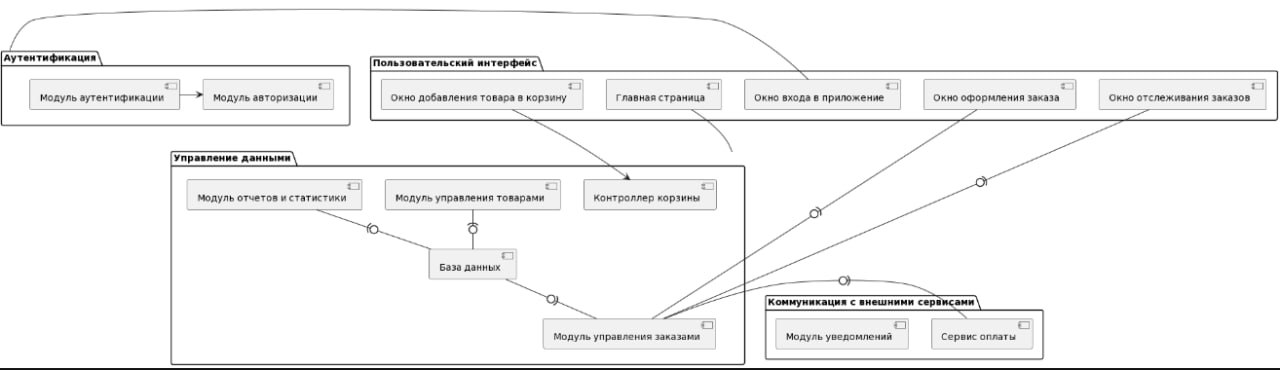 Аутентификация
Модуль аутентификации
Модуль авторизации
Пользовательский интерфейс
Окно добавления товара в корзину
Главная страница
Окно входа в приложение
Окно оформления заказа
Окно отслеживания заказов
Управление данными
Модуль отчетов и статистики
Модуль управления товарами
Контроллер корзины
База данных
Модуль управления заказами
Коммуникация с внешними сервисами
Модуль уведомлений
Сервис оплаты